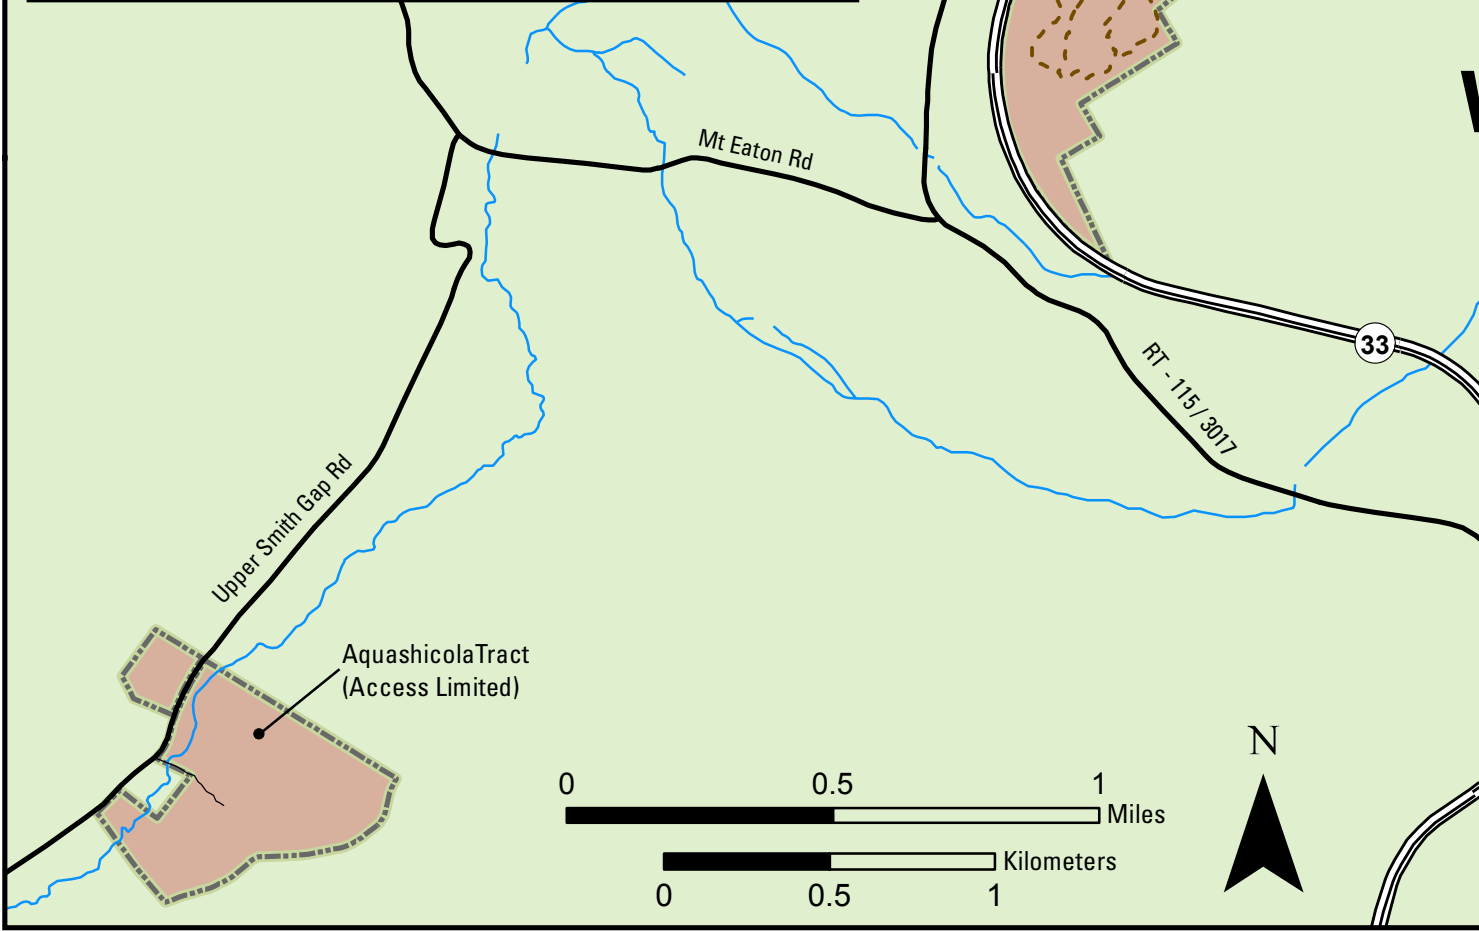 Mt Eaton Rd
33
RT - 115 / 3017
Upper Smith Gap Rd
AquashicolaTract
(Access Limited)
N
0 0.5 1
Miles
Kilometers
0 0.5 1